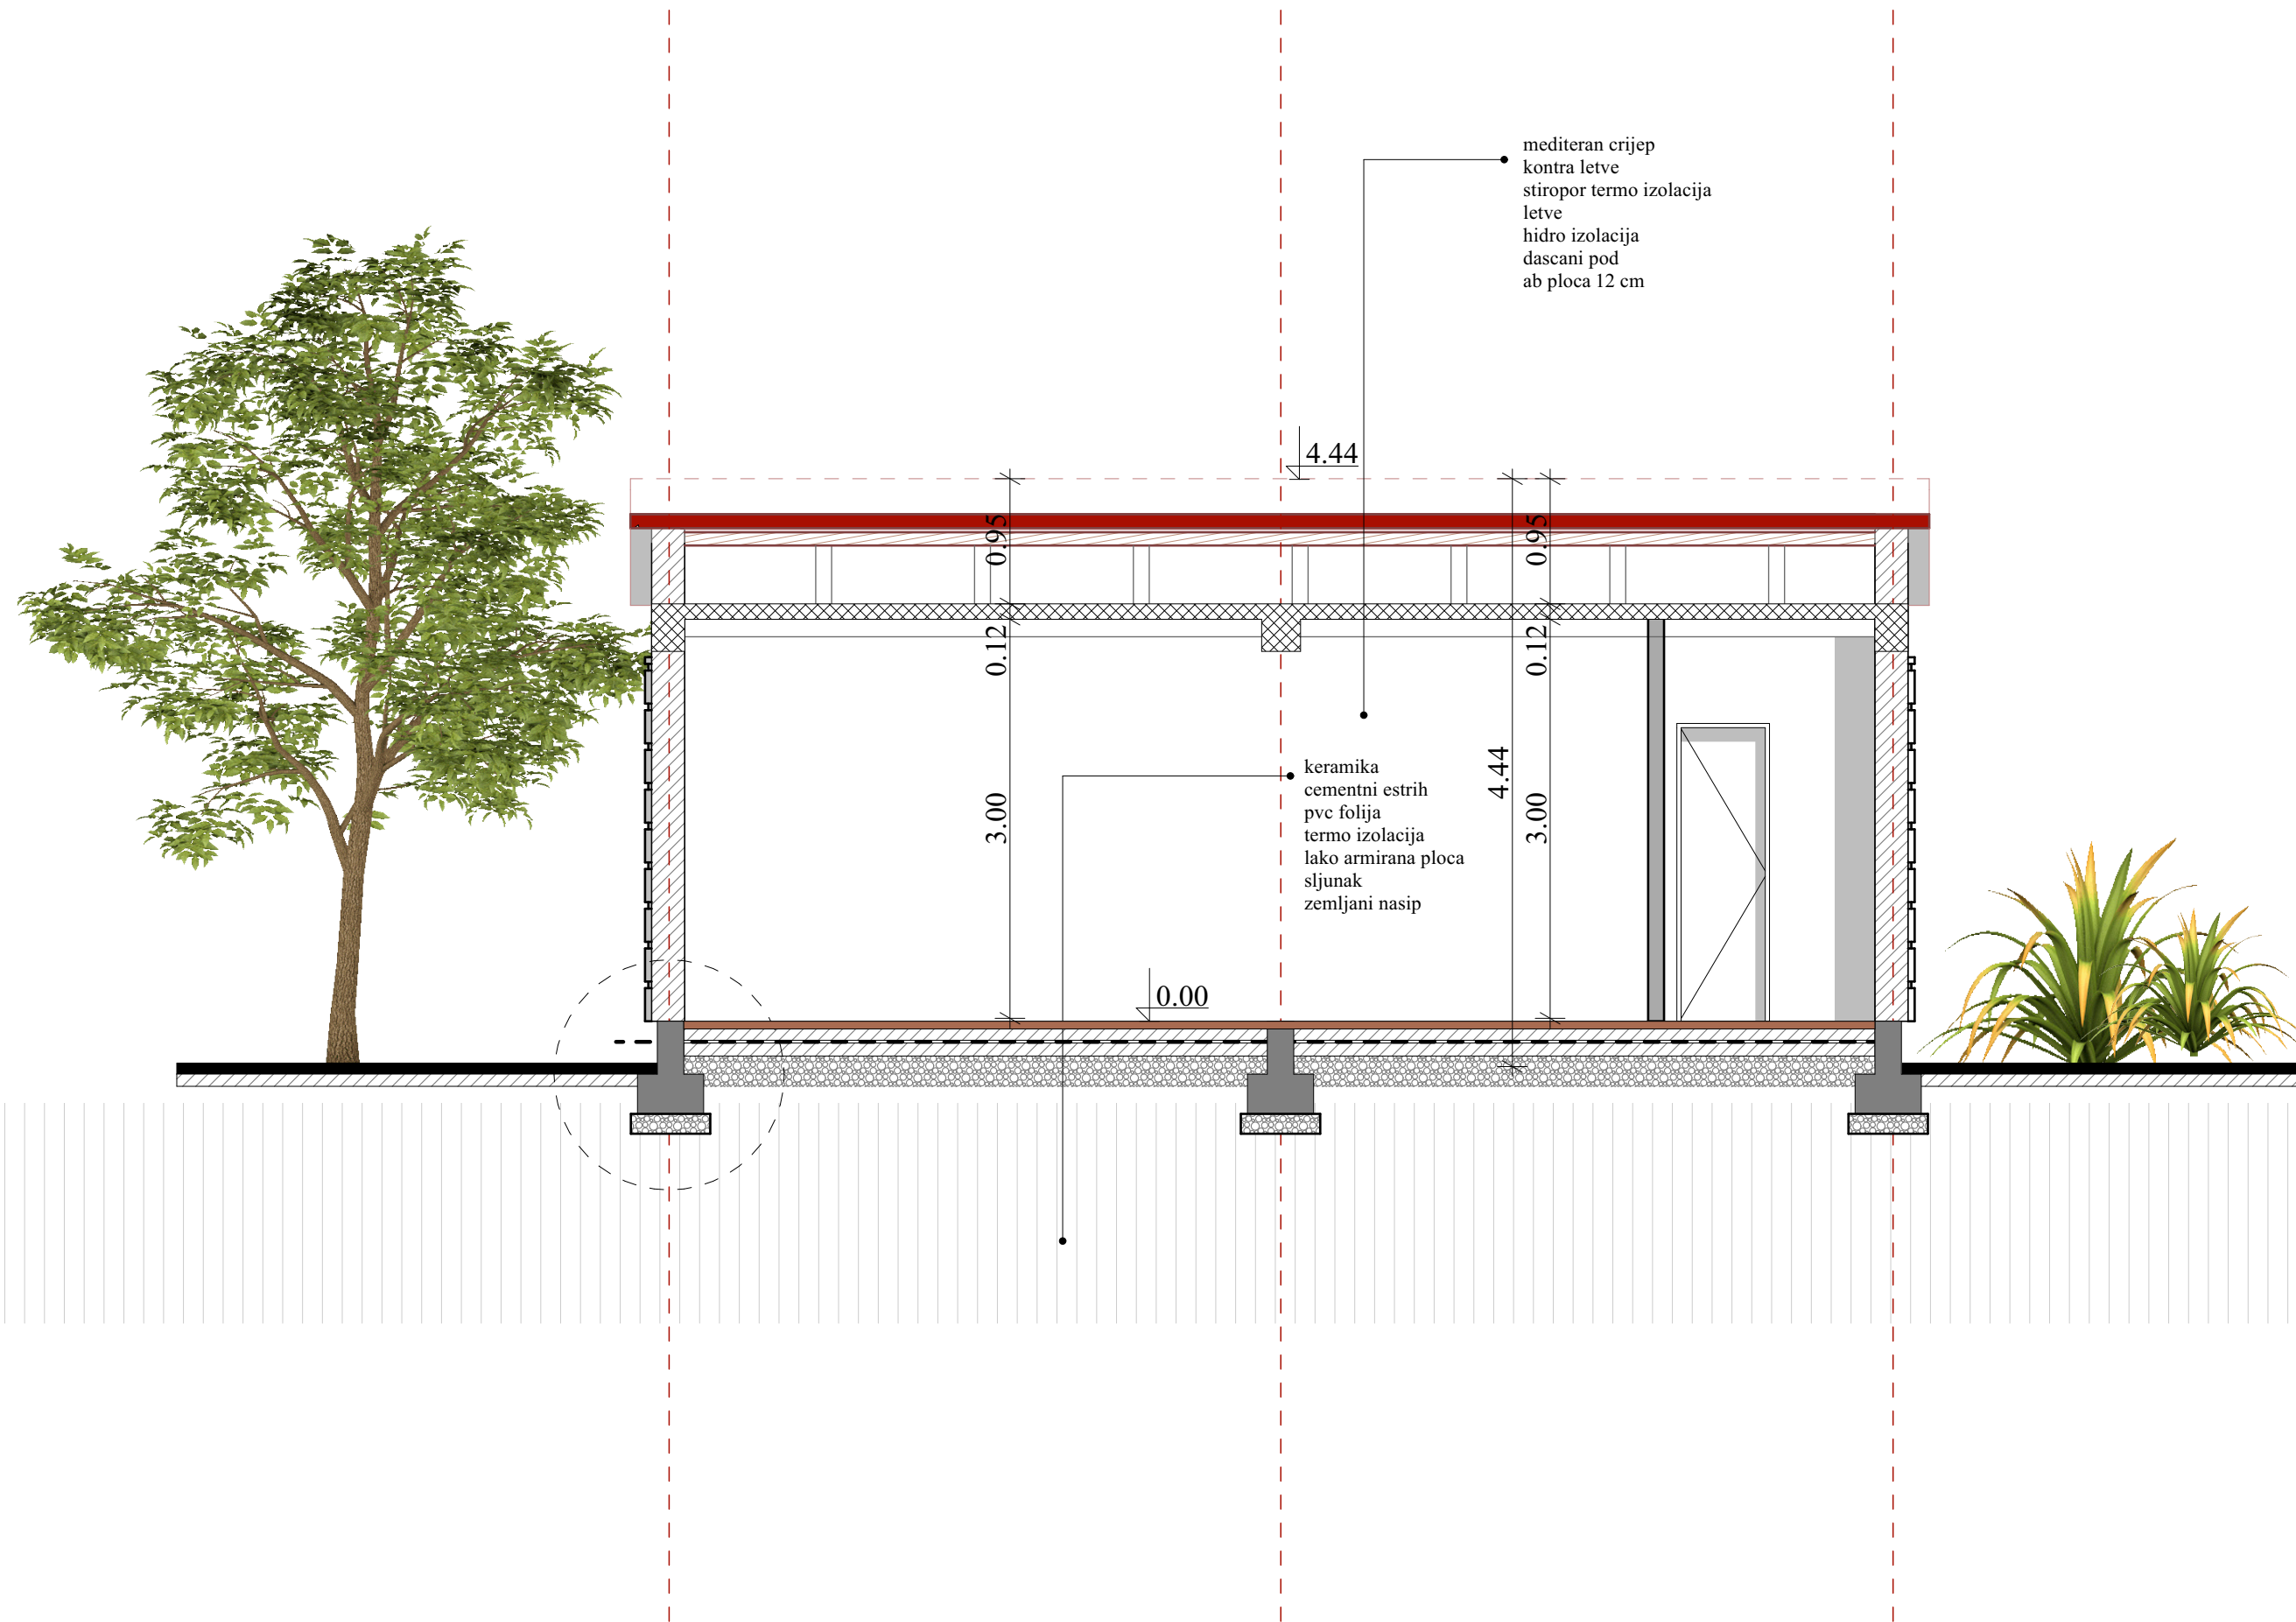 mediteran crijep
kontra letve
stiropor termo izolacija
letve
hidro izolacija
dascani pod
ab ploca 12 cm
4.44
0.95
0.95
0.12
0.12
4.44
3.00
3.00
keramika
cementni estrih
pvc folija
termo izolacija
lako armirana ploca
sljunak
zemljani nasip
0.00